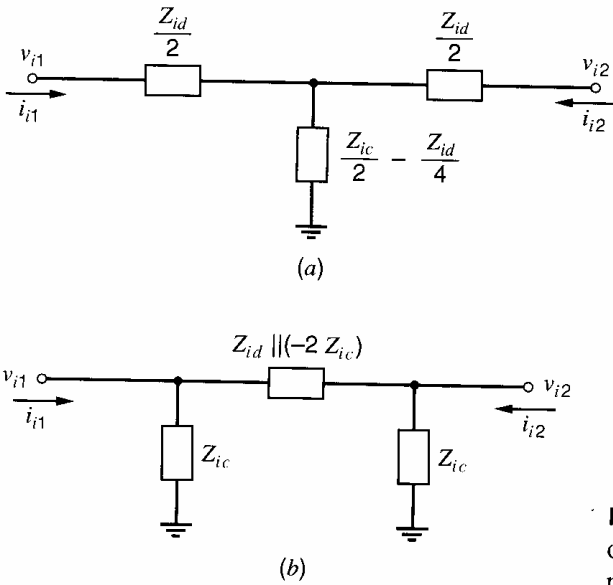 Z_id/2
Z_id/2
v_i1
v_i2
i_i1
i_i2
Z_ic/2 − Z_id/4
(a)
Z_id ||(−2 Z_ic)
v_i1
v_i2
i_i1
i_i2
Z_ic
Z_ic
(b)